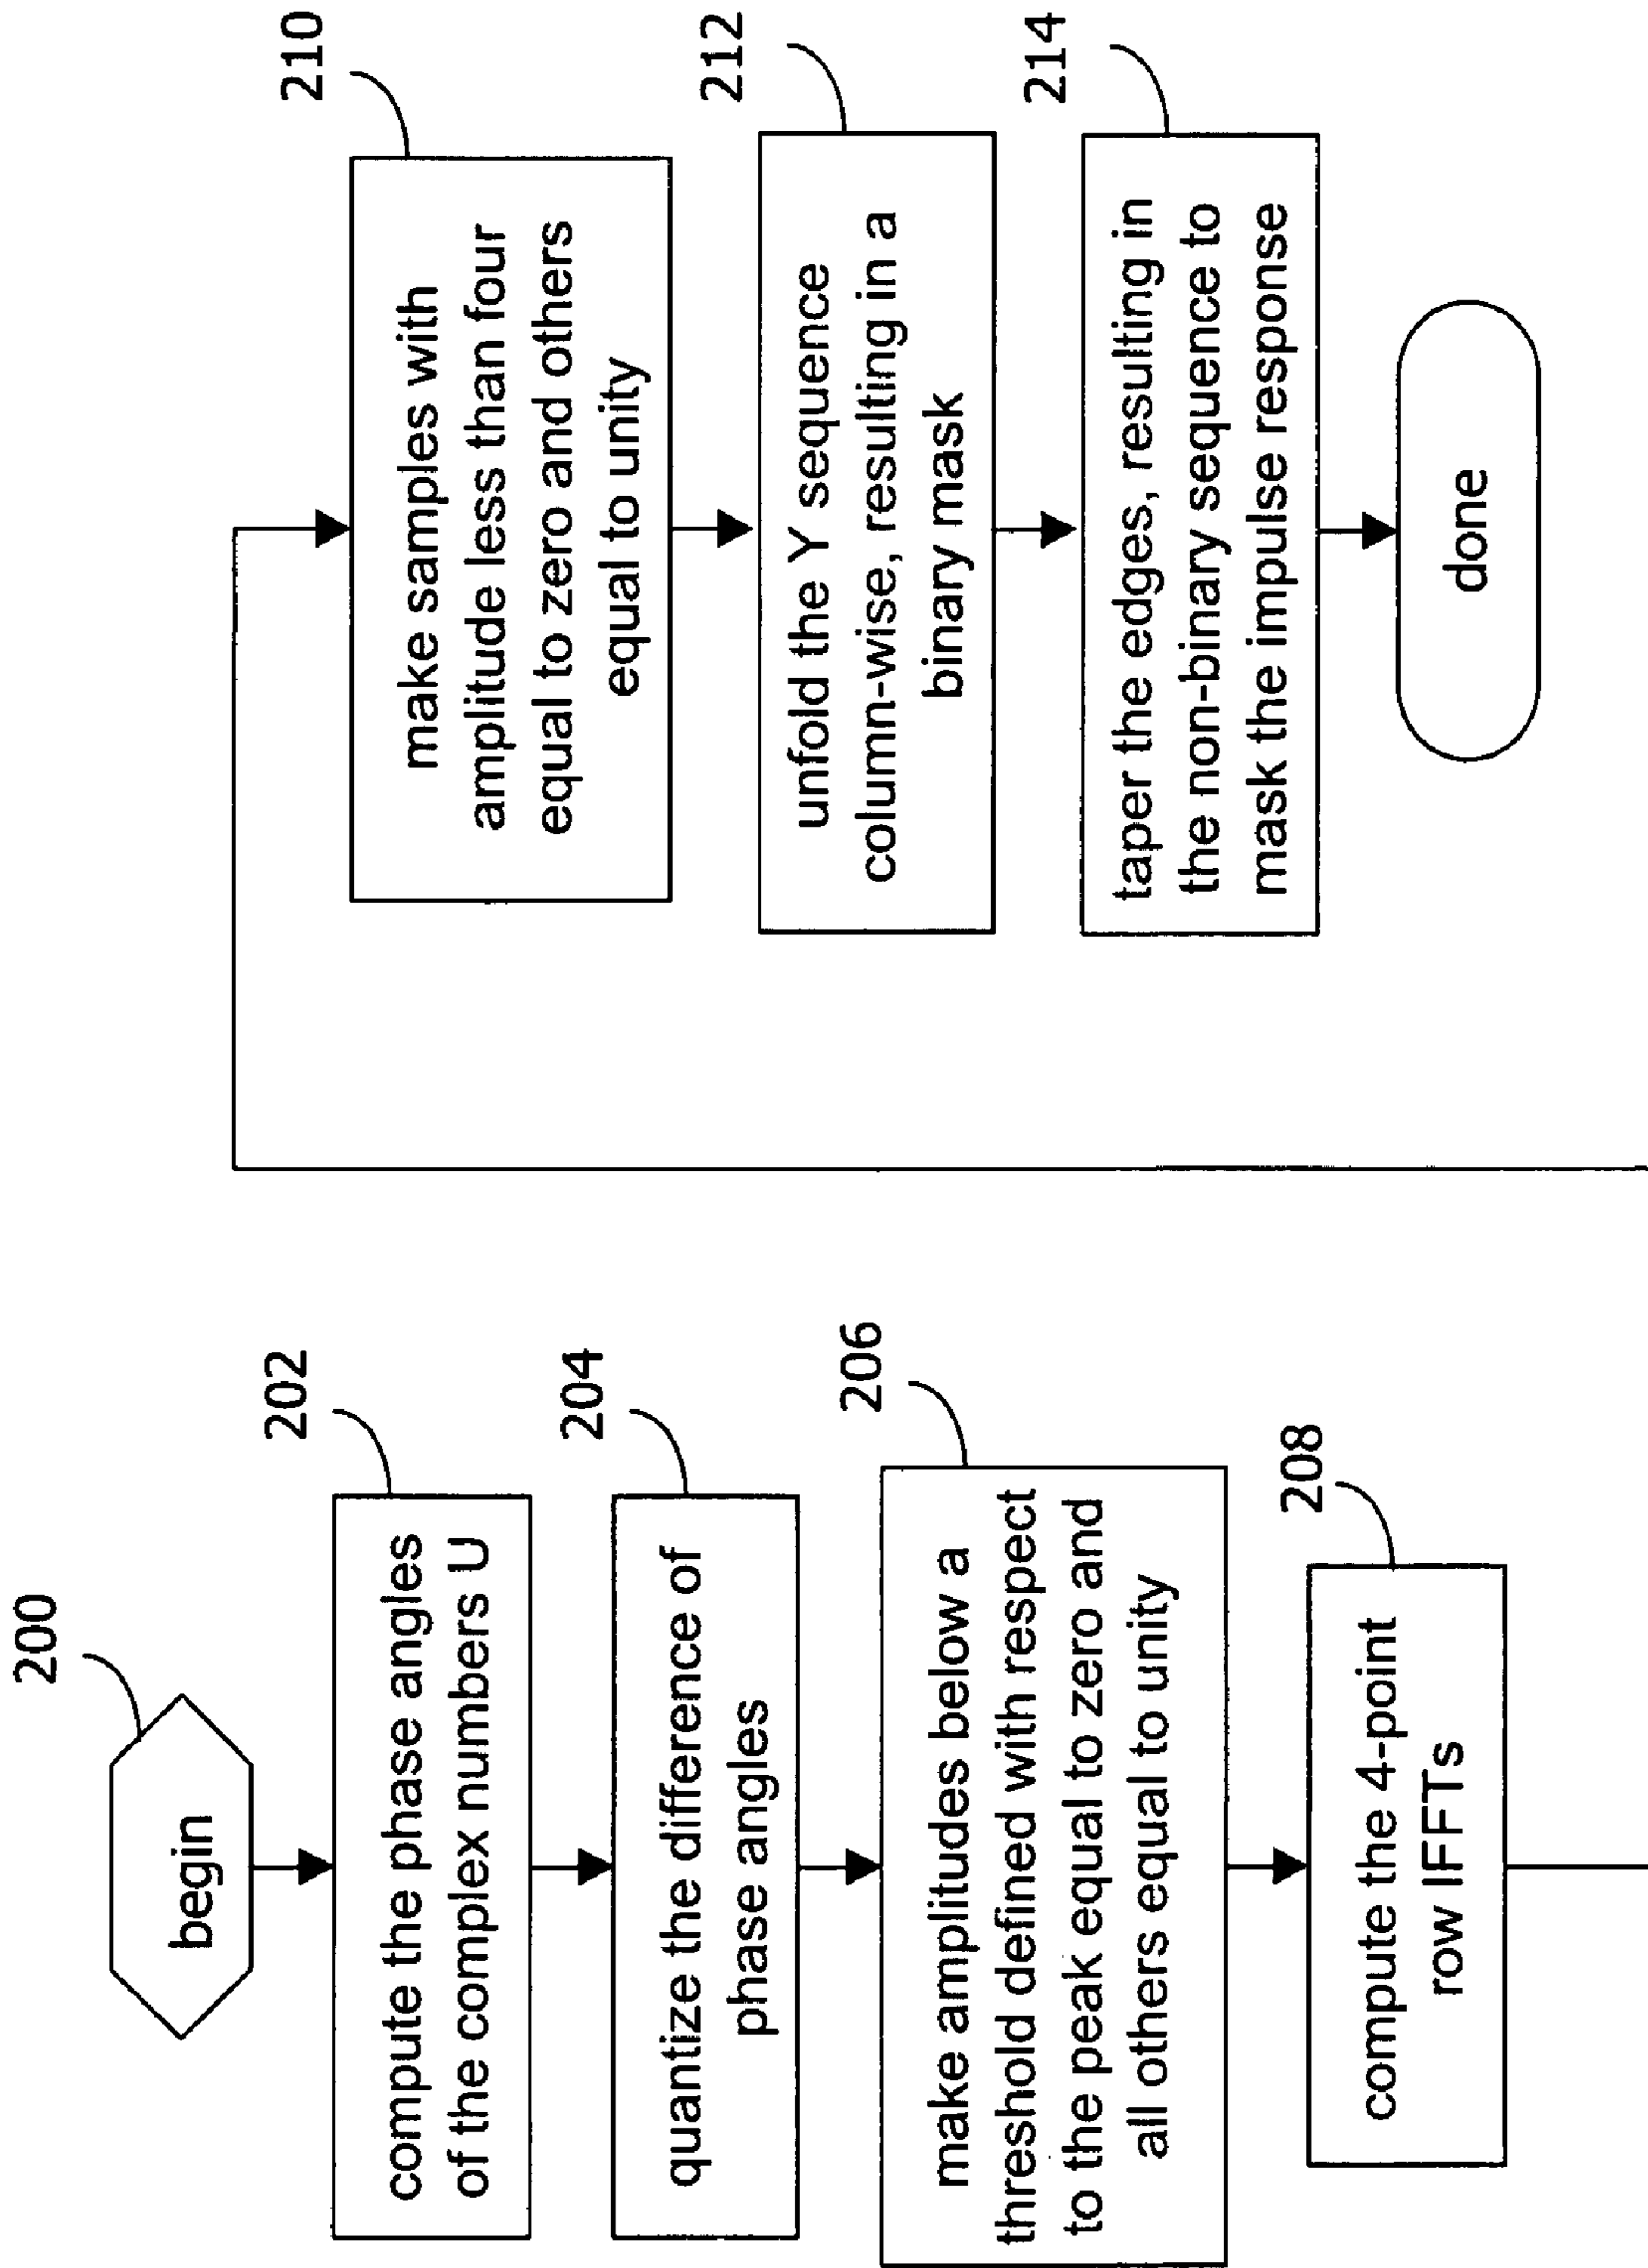 200
begin
202
compute the phase angles
of the complex numbers U
204
quantize the difference of
phase angles
206
make amplitudes below a
threshold defined with respect
to the peak equal to zero and
all others equal to unity
208
compute the 4-point
row IFFTs
210
make samples with
amplitude less than four
equal to zero and others
equal to unity
212
unfold the Y sequence
column-wise, resulting in a
binary mask
214
taper the edges, resulting in
the non-binary sequence to
mask the impulse response
done